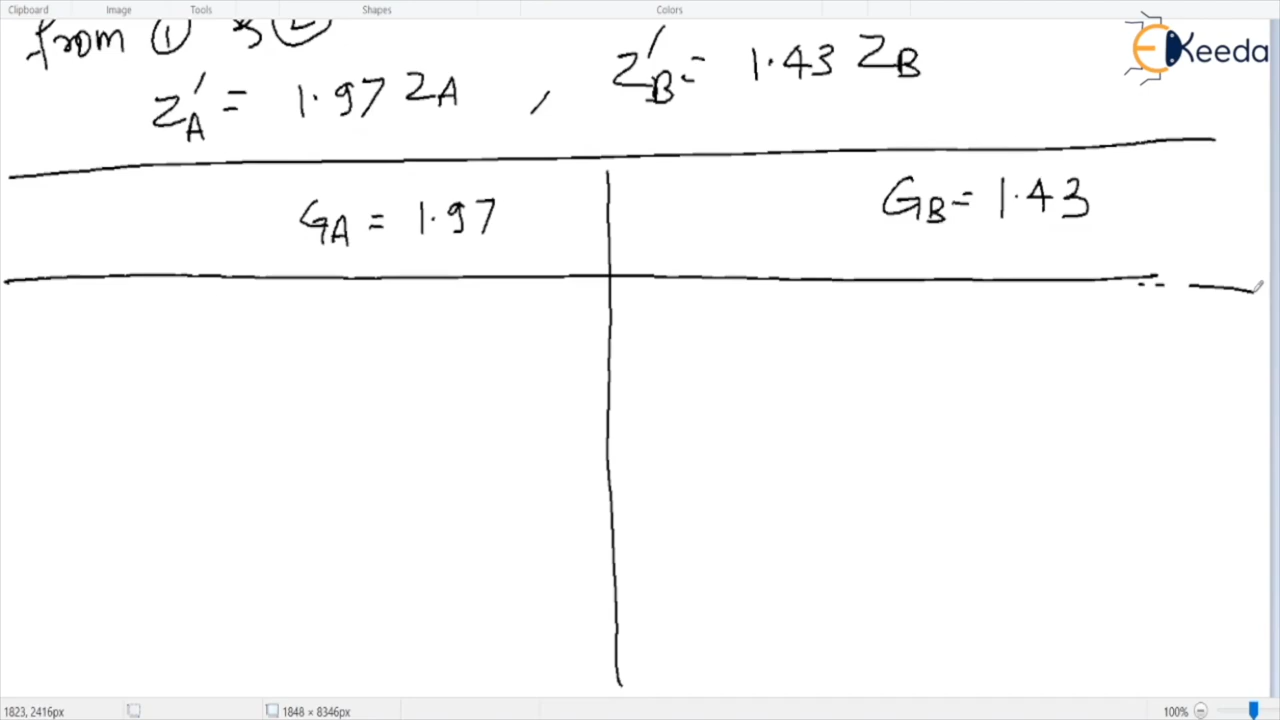 Clipboard Image Tools Shapes Colors
from ① & ②
Z'A = 1.97 ZA , Z'B = 1.43 ZB
EKeeda
GA = 1.97 GB = 1.43
1823, 2416px 1848 × 8346px 100%